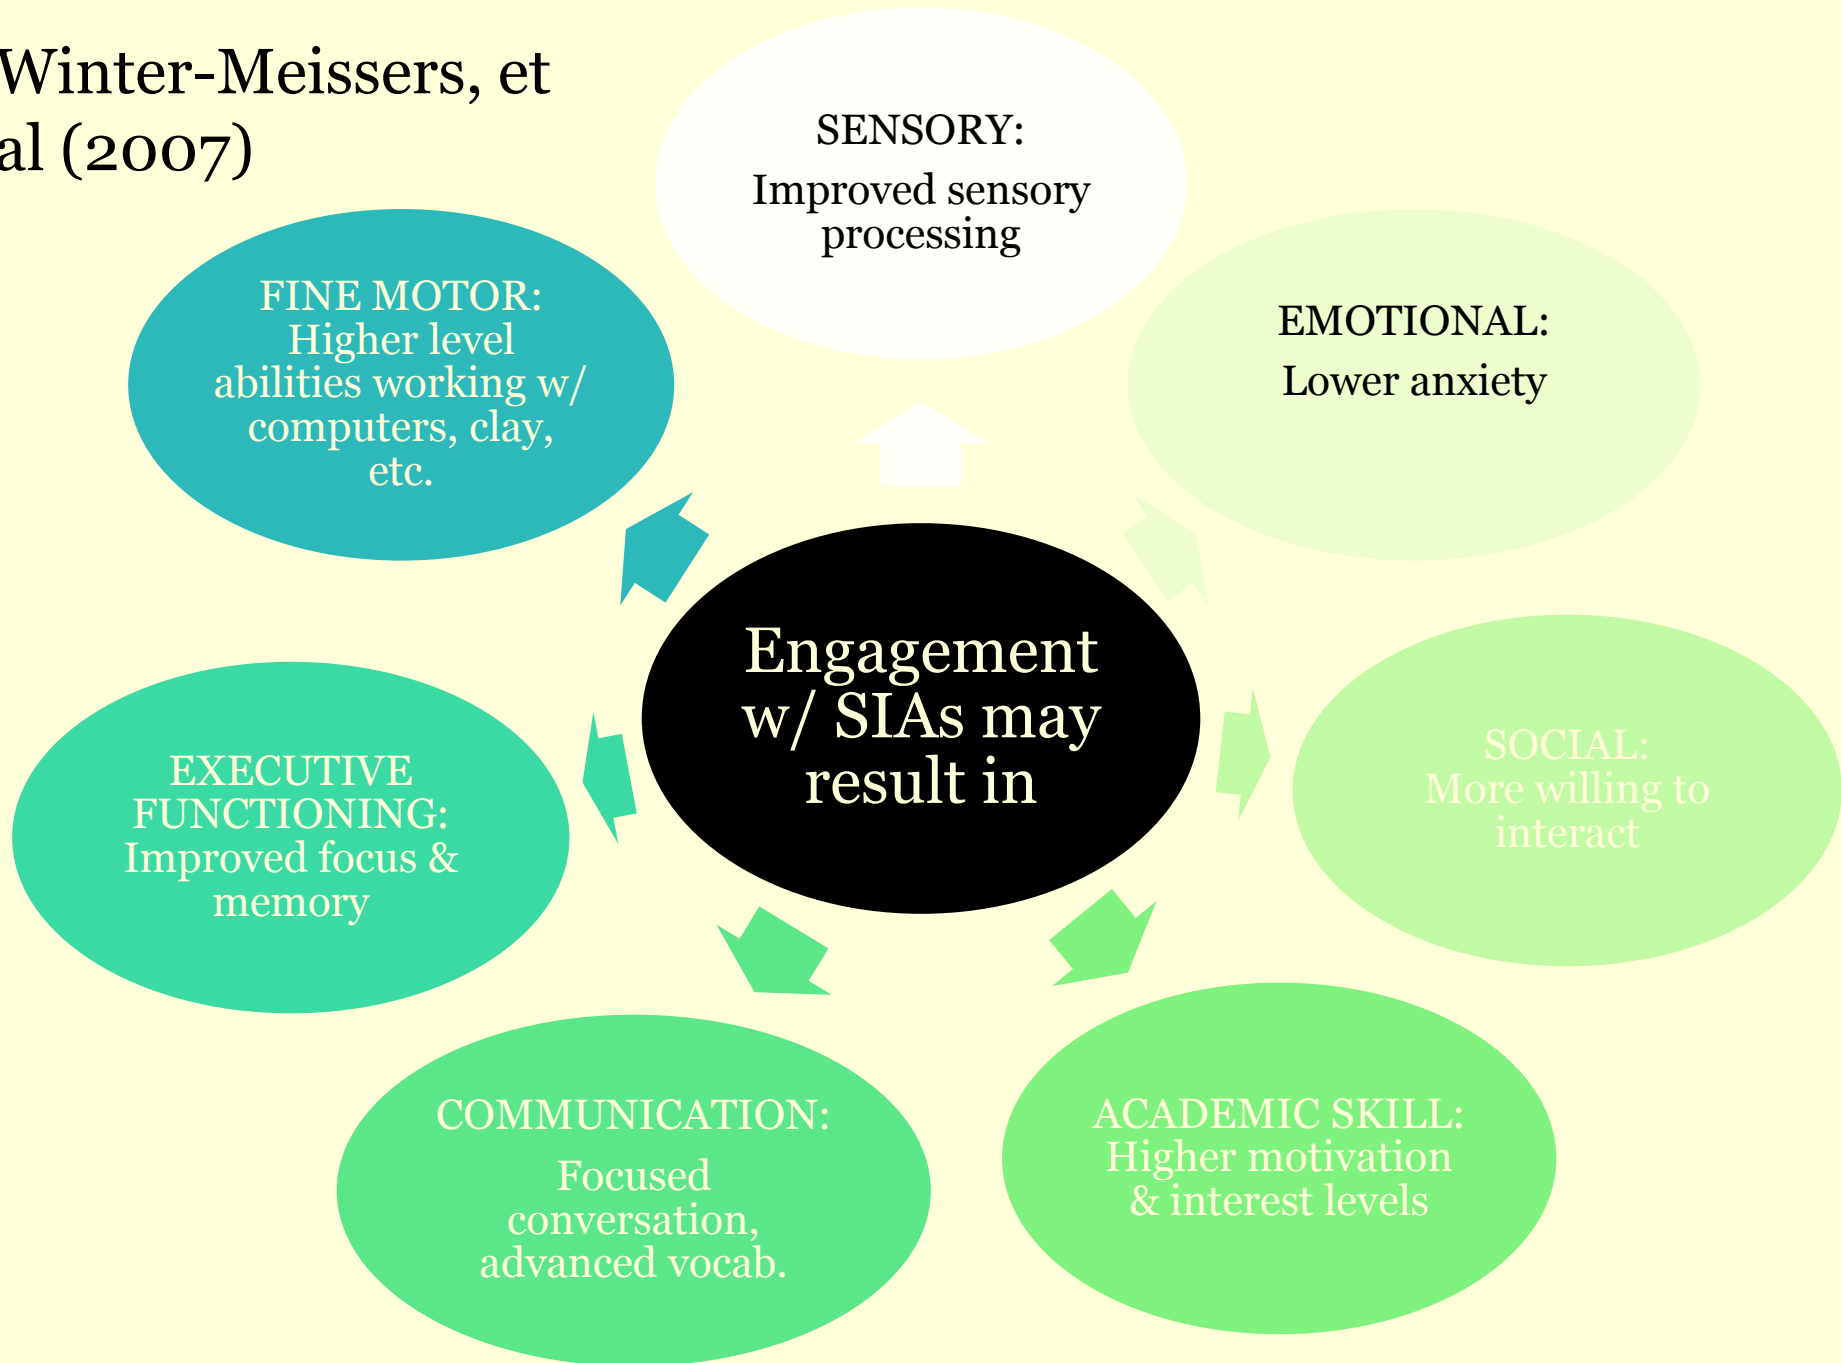 Winter-Meissers, et
al (2007)
SENSORY:
Improved sensory
processing
EMOTIONAL:
Lower anxiety
SOCIAL:
More willing to
interact
ACADEMIC SKILL:
Higher motivation
& interest levels
COMMUNICATION:
Focused
conversation,
advanced vocab.
EXECUTIVE
FUNCTIONING:
Improved focus &
memory
FINE MOTOR:
Higher level
abilities working w/
computers, clay,
etc.
Engagement
w/ SIAs may
result in